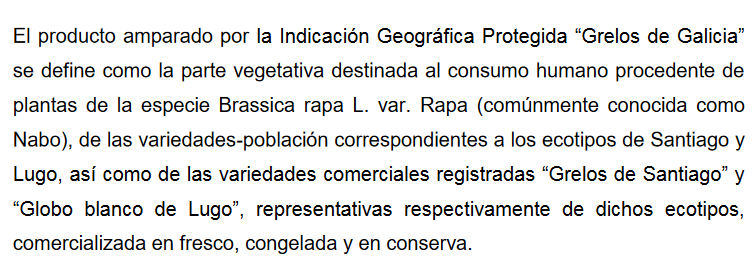 El producto amparado por la Indicación Geográfica Protegida “Grelos de Galicia”
se define como la parte vegetativa destinada al consumo humano procedente de
plantas de la especie Brassica rapa L. var. Rapa (comúnmente conocida como
Nabo), de las variedades-población correspondientes a los ecotipos de Santiago y
Lugo, así como de las variedades comerciales registradas “Grelos de Santiago” y
“Globo blanco de Lugo”, representativas respectivamente de dichos ecotipos,
comercializada en fresco, congelada y en conserva.